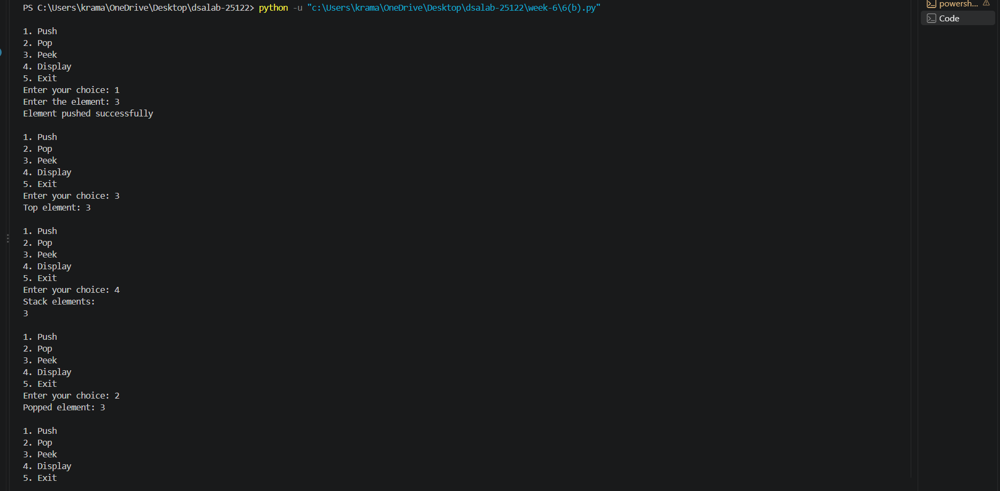 PS C:\Users\krama\OneDrive\Desktop\dsalab-25122> python -u "c:\Users\krama\OneDrive\Desktop\dsalab-25122\week-6\6(b).py"
1. Push
2. Pop
3. Peek
4. Display
5. Exit
Enter your choice: 1
Enter the element: 3
Element pushed successfully
1. Push
2. Pop
3. Peek
4. Display
5. Exit
Enter your choice: 3
Top element: 3
1. Push
2. Pop
3. Peek
4. Display
5. Exit
Enter your choice: 4
Stack elements:
3
1. Push
2. Pop
3. Peek
4. Display
5. Exit
Enter your choice: 2
Popped element: 3
1. Push
2. Pop
3. Peek
4. Display
5. Exit
powersh...
Code